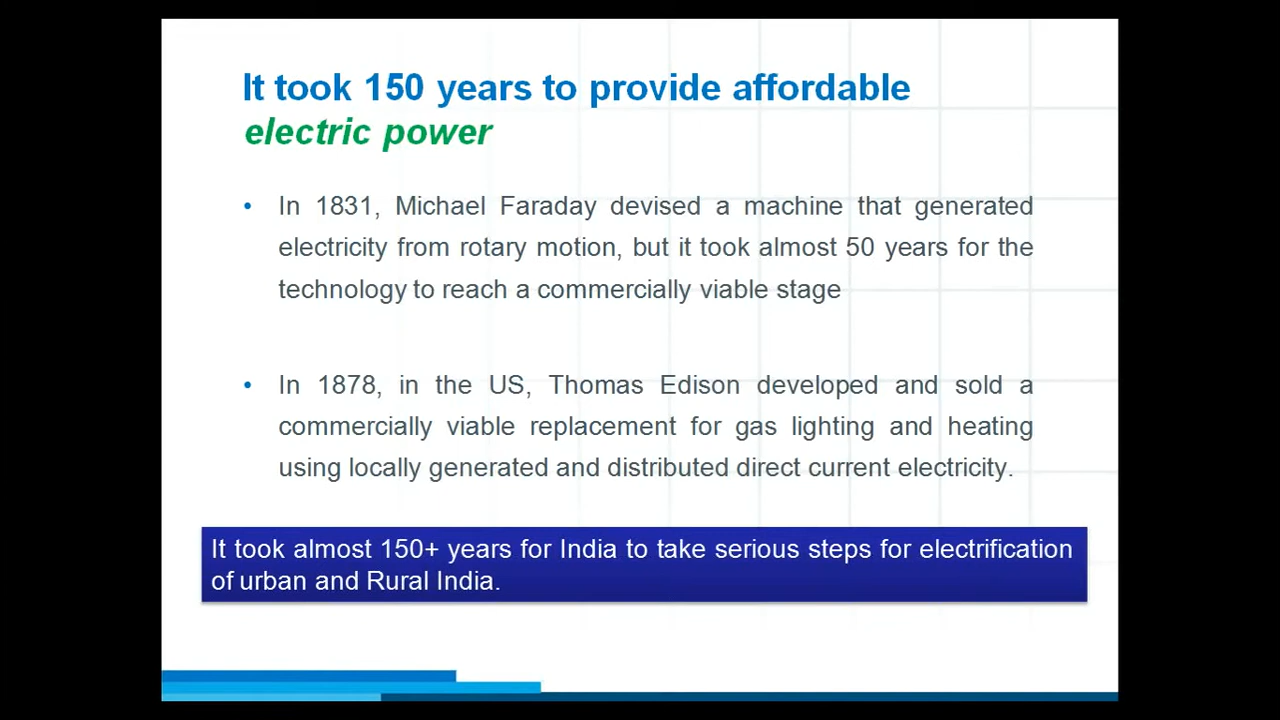 It took 150 years to provide affordable
electric power
• In 1831, Michael Faraday devised a machine that generated
electricity from rotary motion, but it took almost 50 years for the
technology to reach a commercially viable stage
• In 1878, in the US, Thomas Edison developed and sold a
commercially viable replacement for gas lighting and heating
using locally generated and distributed direct current electricity.
It took almost 150+ years for India to take serious steps for electrification
of urban and Rural India.